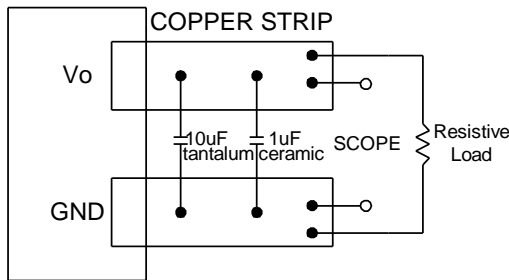 COPPER STRIP
Vo
10uF 1uF
tantalum ceramic
SCOPE
Resistive
Load
GND